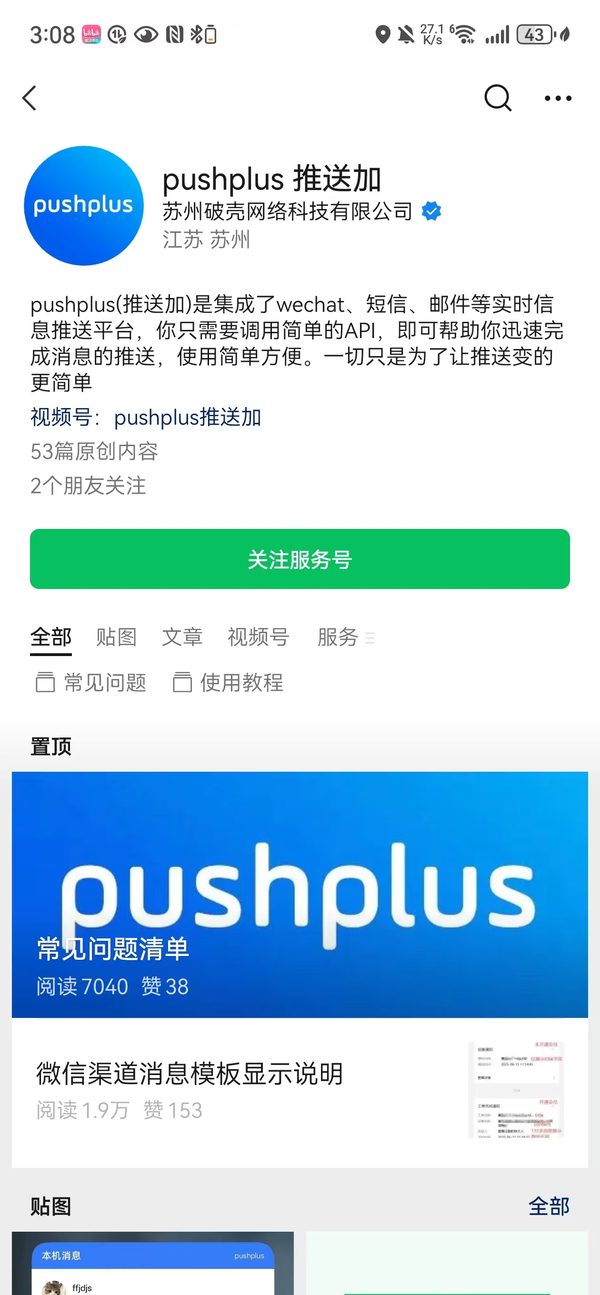 3:08
27.1 K/s
6
43
pushplus
pushplus 推送加
苏州破壳网络科技有限公司
江苏 苏州
pushplus(推送加)是集成了wechat、短信、邮件等实时信
息推送平台，你只需要调用简单的API，即可帮助你迅速完
成消息的推送，使用简单方便。一切只是为了让推送变的
更简单
视频号：pushplus推送加
53篇原创内容
2个朋友关注
关注服务号
全部 贴图 文章 视频号 服务
常见问题 使用教程
置顶
pushplus
常见问题清单
阅读 7040 赞 38
微信渠道消息模板显示说明
阅读 1.9万 赞 153
贴图 全部
本机消息 pushplus
ffjdjs